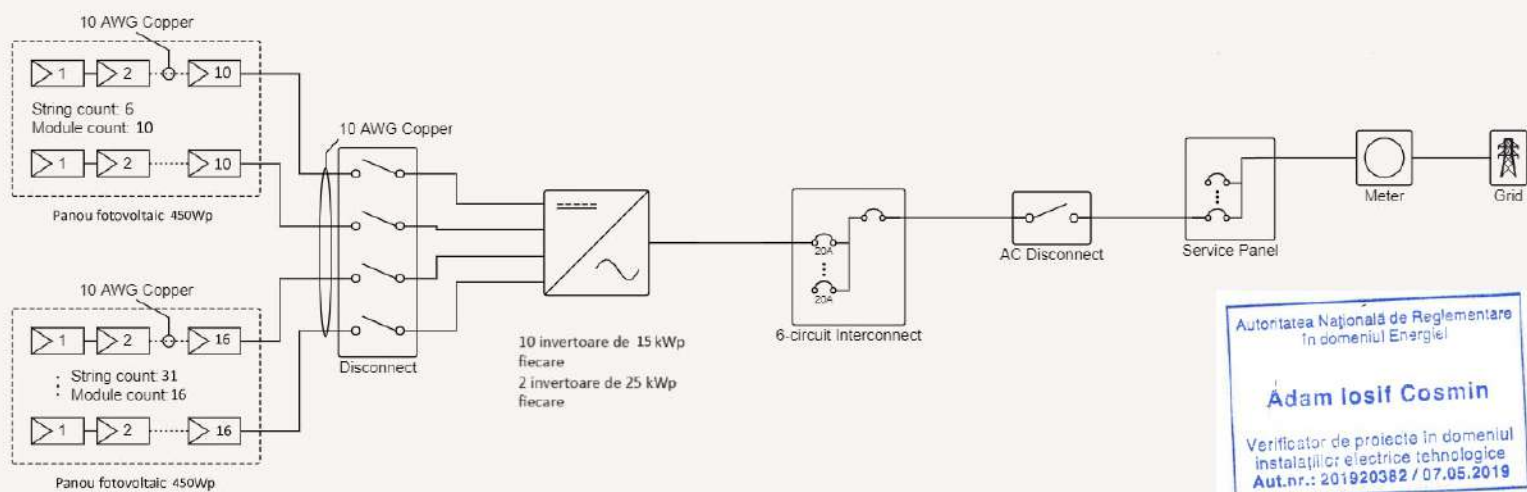 10 AWG Copper
1
2
10
String count: 6
Module count: 10
1
2
10
Panou fotovoltaic 450Wp
10 AWG Copper
1
2
16
String count: 31
Module count: 16
1
2
16
Panou fotovoltaic 450Wp
10 AWG Copper
Disconnect
10 invertoare de 15 kWp
fiecare
2 invertoare de 25 kWp
fiecare
20A
20A
6-circuit Interconnect
AC Disconnect
Service Panel
Meter
Grid
Autoritatea Națională de Reglementare
în domeniul Energiei
Adam Iosif Cosmin
Verificator de proiecte în domeniul
instalațiilor electrice tehnologice
Aut.nr.: 201920382 / 07.05.2019